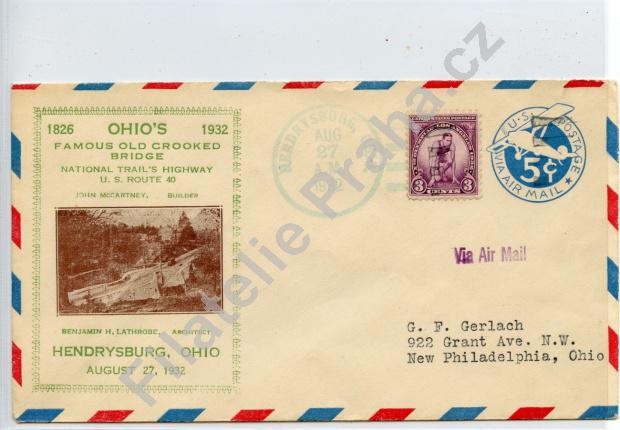 1826 OHIO'S 1932
FAMOUS OLD CROOKED
BRIDGE
NATIONAL TRAIL'S HIGHWAY
U. S. ROUTE 40
JOHN McCARTNEY, BUILDER
BENJAMIN H. LATHROBE, ARCHITECT
HENDRYSBURG, OHIO
AUGUST 27, 1932
HENDRYSBURG
AUG
27
1932
3 CENTS 3
U.S. POSTAGE
5¢
VIA AIR MAIL
Via Air Mail
G. F. Gerlach
922 Grant Ave. N.W.
New Philadelphia, Ohio
Filatelie Praha.cz